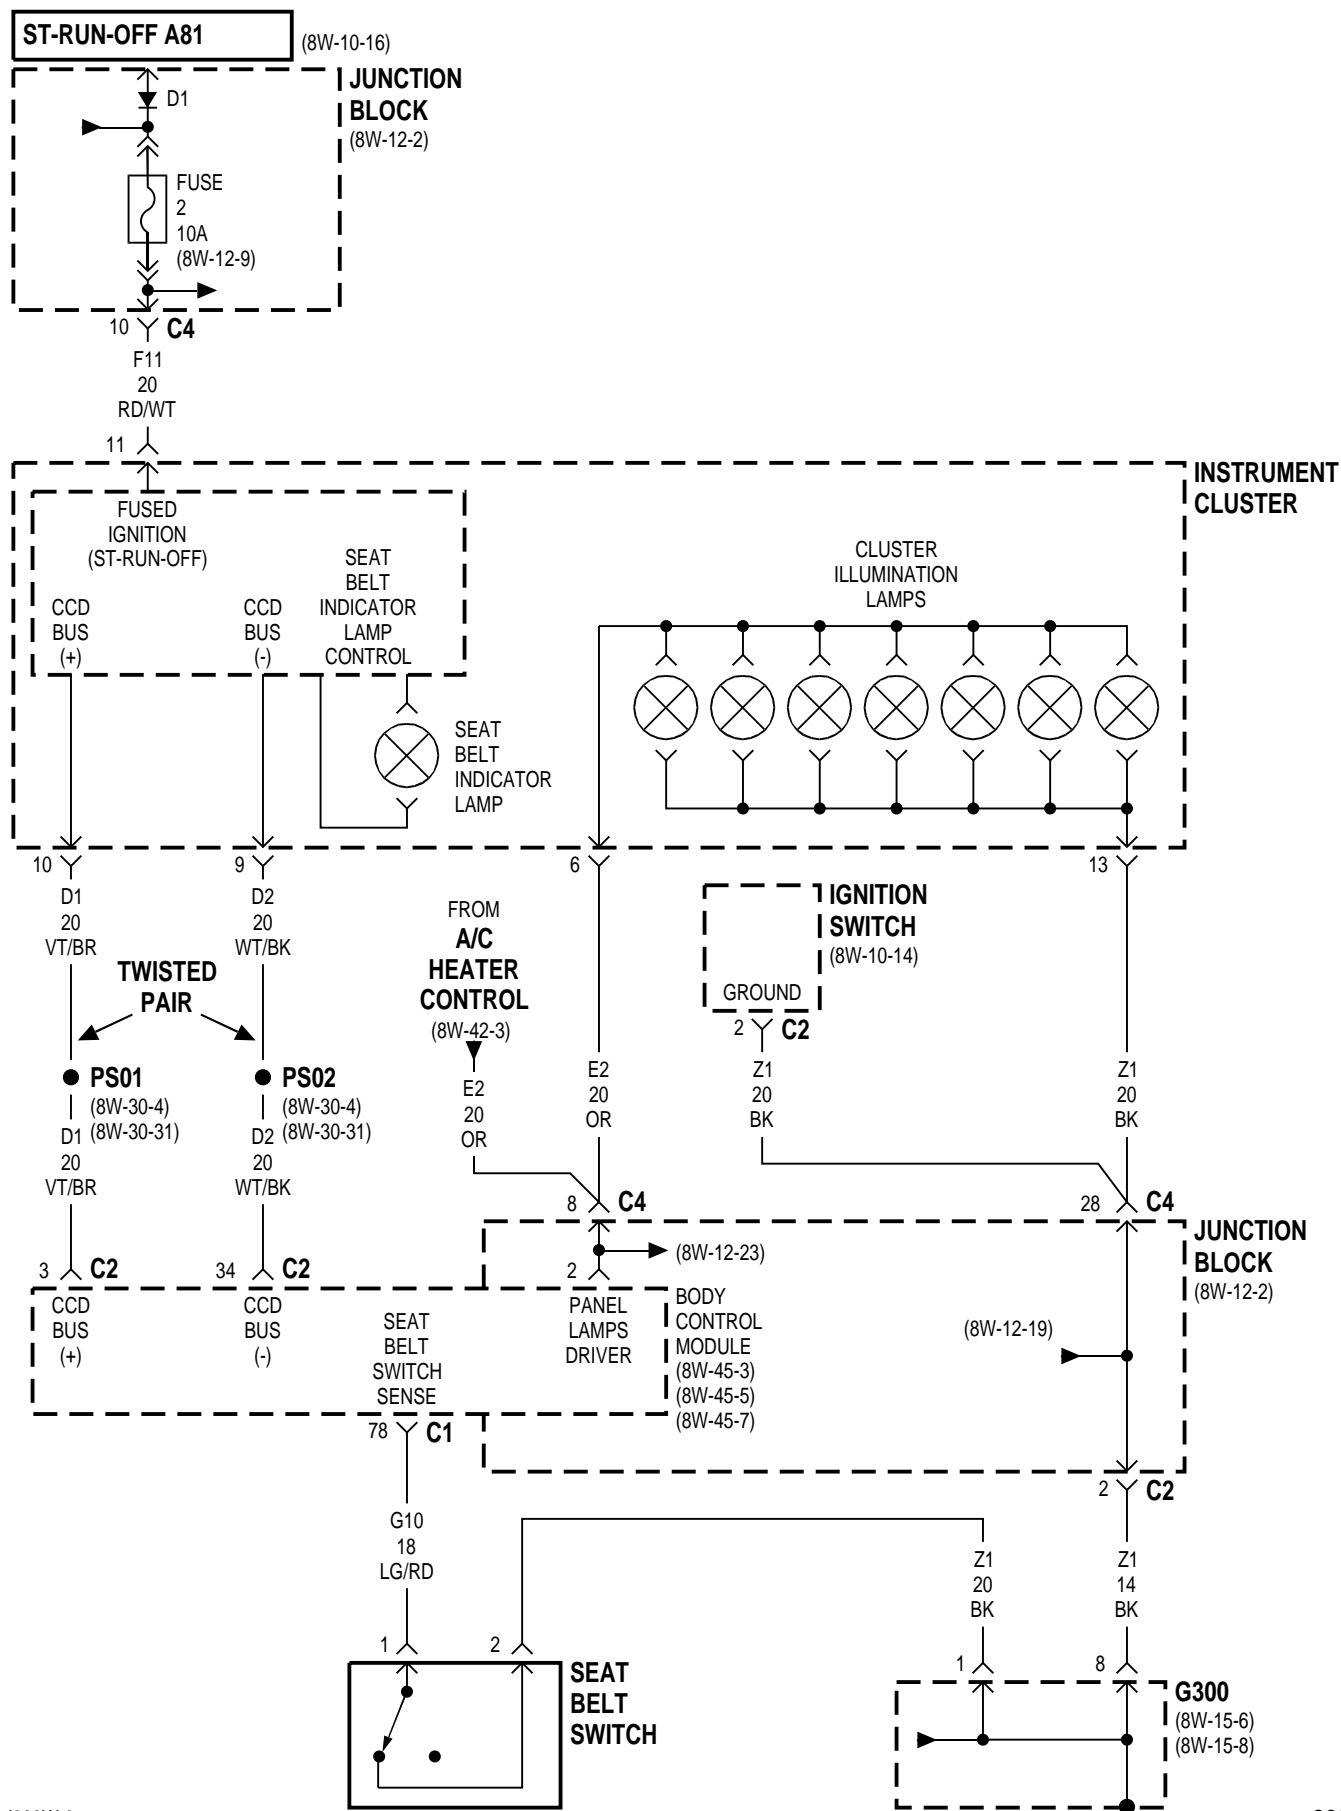 ST-RUN-OFF A81
(8W-10-16)
JUNCTION
BLOCK
(8W-12-2)
D1
FUSE
2
10A
(8W-12-9)
10
C4
F11
20
RD/WT
11
INSTRUMENT
CLUSTER
FUSED
IGNITION
(ST-RUN-OFF)
CCD
BUS
(+)
CCD
BUS
(-)
SEAT
BELT
INDICATOR
LAMP
CONTROL
CLUSTER
ILLUMINATION
LAMPS
SEAT
BELT
INDICATOR
LAMP
10
9
6
13
D1
20
VT/BR
D2
20
WT/BK
TWISTED
PAIR
FROM
A/C
HEATER
CONTROL
(8W-42-3)
IGNITION
SWITCH
(8W-10-14)
GROUND
2
C2
PS01
(8W-30-4)
(8W-30-31)
PS02
(8W-30-4)
(8W-30-31)
D1
20
VT/BR
D2
20
WT/BK
E2
20
OR
E2
20
OR
Z1
20
BK
Z1
20
BK
8
C4
28
C4
JUNCTION
BLOCK
(8W-12-2)
(8W-12-23)
3
C2
34
C2
2
CCD
BUS
(+)
CCD
BUS
(-)
SEAT
BELT
SWITCH
SENSE
PANEL
LAMPS
DRIVER
BODY
CONTROL
MODULE
(8W-45-3)
(8W-45-5)
(8W-45-7)
(8W-12-19)
78
C1
2
C2
G10
18
LG/RD
Z1
20
BK
Z1
14
BK
1
2
SEAT
BELT
SWITCH
1
8
G300
(8W-15-6)
(8W-15-8)